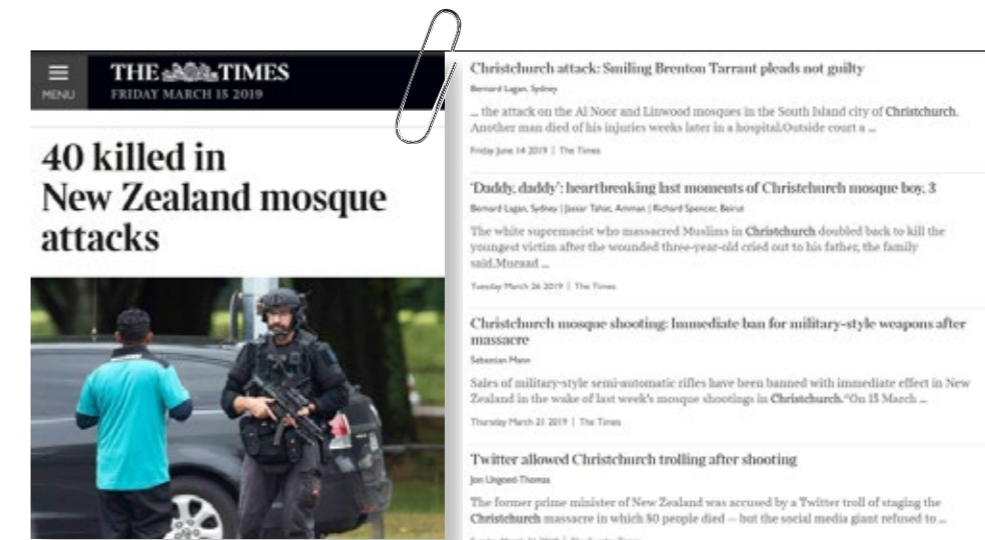 THE TIMES
MENU
FRIDAY MARCH 15 2019
40 killed in
New Zealand mosque
attacks
Christchurch attack: Smiling Brenton Tarrant pleads not guilty
Bernard Lagan, Sydney
... the attack on the Al Noor and Linwood mosques in the South Island city of Christchurch.
Another man died of his injuries weeks later in a hospital.Outside court a ...
Friday June 14 2019 | The Times
'Daddy, daddy': heartbreaking last moments of Christchurch mosque boy, 3
Bernard Lagan, Sydney | Jassar Tahat, Amman | Richard Spencer, Beirut
The white supremacist who massacred Muslims in Christchurch doubled back to kill the
youngest victim after the wounded three-year-old cried out to his father, the family
said.Mucaad ...
Tuesday March 26 2019 | The Times
Christchurch mosque shooting: Immediate ban for military-style weapons after
massacre
Sebastian Mann
Sales of military-style semi-automatic rifles have been banned with immediate effect in New
Zealand in the wake of last week's mosque shootings in Christchurch."On 15 March ...
Thursday March 21 2019 | The Times
Twitter allowed Christchurch trolling after shooting
Jon Ungoed-Thomas
The former prime minister of New Zealand was accused by a Twitter troll of staging the
Christchurch massacre in which 50 people died — but the social media giant refused to ...